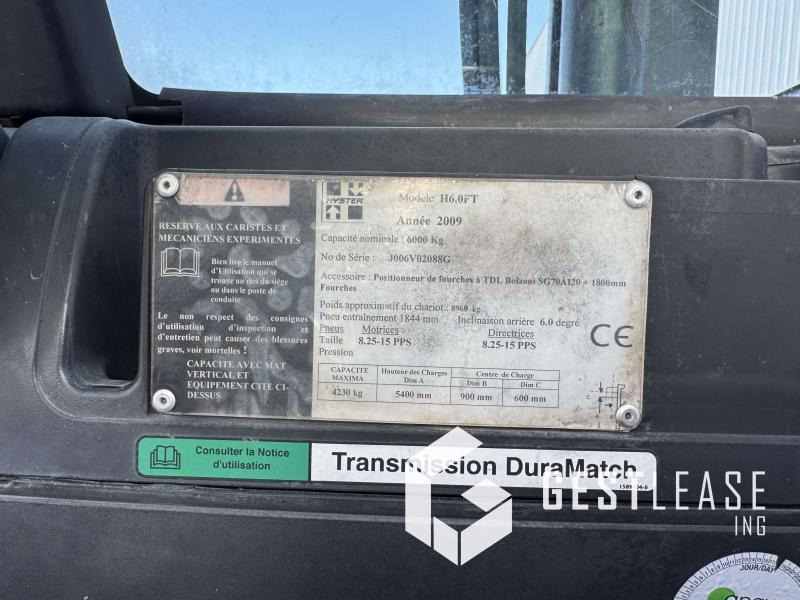 RESERVE AUX CARISTES ET
MECANICIENS EXPERIMENTES
Bien lire le manuel
d'Utilisation qui se
trouve au dos du siège
ou dans le poste de
conduite
Le non respect des consignes
d'utilisation d'inspection et
d'entretien peut causer des blessures
graves, voir mortelles !
CAPACITE AVEC MAT
VERTICAL ET
EQUIPEMENT CITE CI-
DESSUS
HYSTER
Modèle H6.0FT
Année 2009
Capacité nominale : 6000 Kg
No de Série : J006V02088G
Accessoire : Positionneur de fourches à TDL Bolzoni SG70A120 + 1800mm
Fourches
Poids approximatif du chariot : 8960 kg
Pneu entraînement 1844 mm Inclinaison arrière 6.0 degré
Pneus Motrices Directrices
Taille 8.25-15 PPS 8.25-15 PPS
Pression
CE
CAPACITE Hauteur des Charges Centre de Charge
MAXIMA Dim A Dim B Dim C
4230 kg 5400 mm 900 mm 600 mm
Consulter la Notice
d'utilisation
Transmission DuraMatch
GESTLEASE
ING
JOUR/DAY